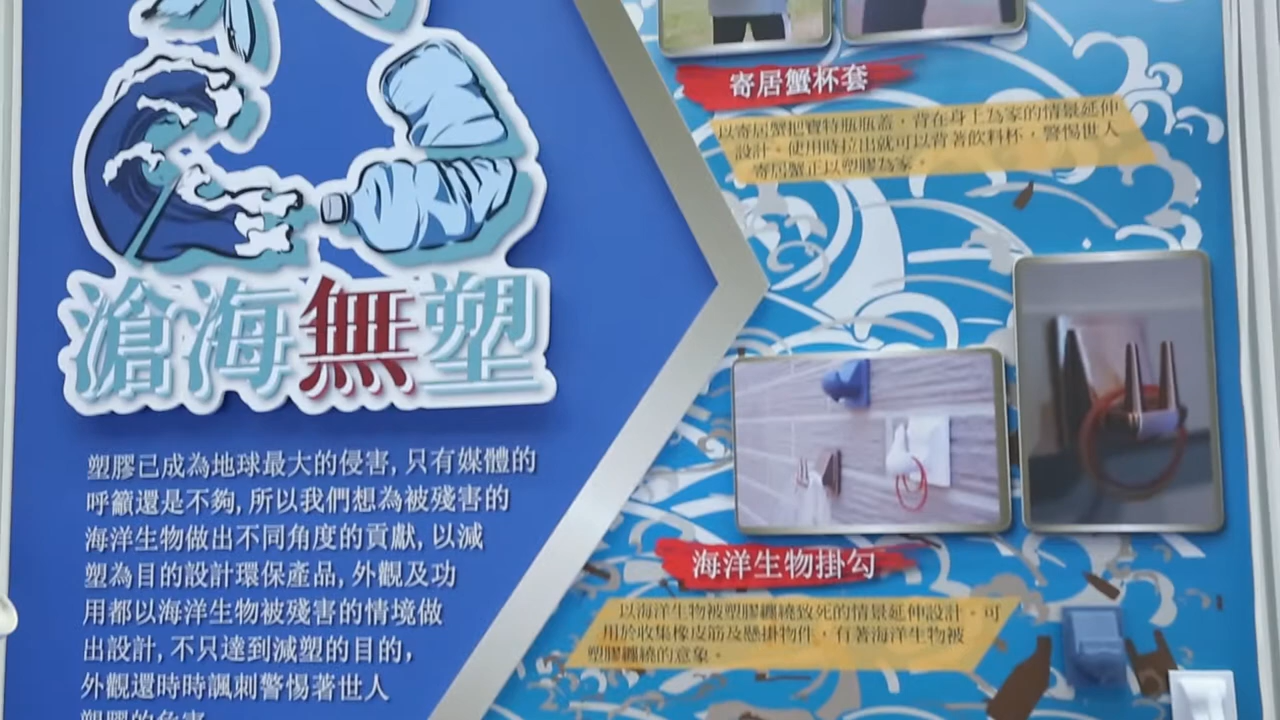 滄海無塑
塑膠已成為地球最大的侵害,只有媒體的
呼籲還是不夠,所以我們想為被殘害的
海洋生物做出不同角度的貢獻,以減
塑為目的設計環保產品,外觀及功
用都以海洋生物被殘害的情境做
出設計,不只達到減塑的目的,
外觀還時時諷刺警惕著世人
塑膠的危害
寄居蟹杯套
以寄居蟹把寶特瓶瓶蓋,背在身上為家的情景延伸
設計。使用時拉出就可以背著飲料杯,警惕世人
寄居蟹正以塑膠為家。
海洋生物掛勾
以海洋生物被塑膠纏繞致死的情景延伸設計,可
用於收集橡皮筋及懸掛物件,有著海洋生物被
塑膠纏繞的意象。